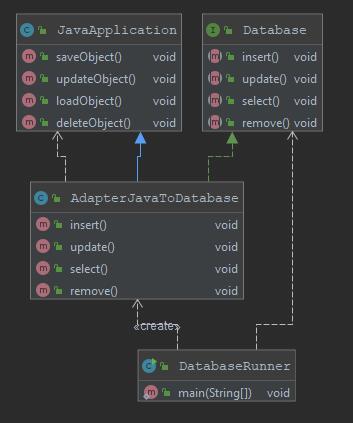 C JavaApplication
m saveObject() void
m updateObject() void
m loadObject() void
m deleteObject() void
I Database
m insert() void
m update() void
m select() void
m remove() void
C AdapterJavaToDatabase
m insert() void
m update() void
m select() void
m remove() void
«create»
C DatabaseRunner
m main(String[]) void